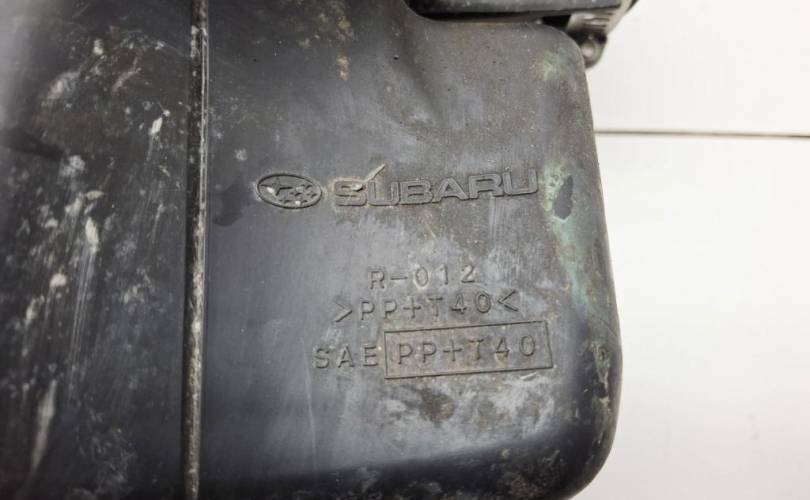 SUBARU
R-012
>PP+T40<
SAE PP+T40